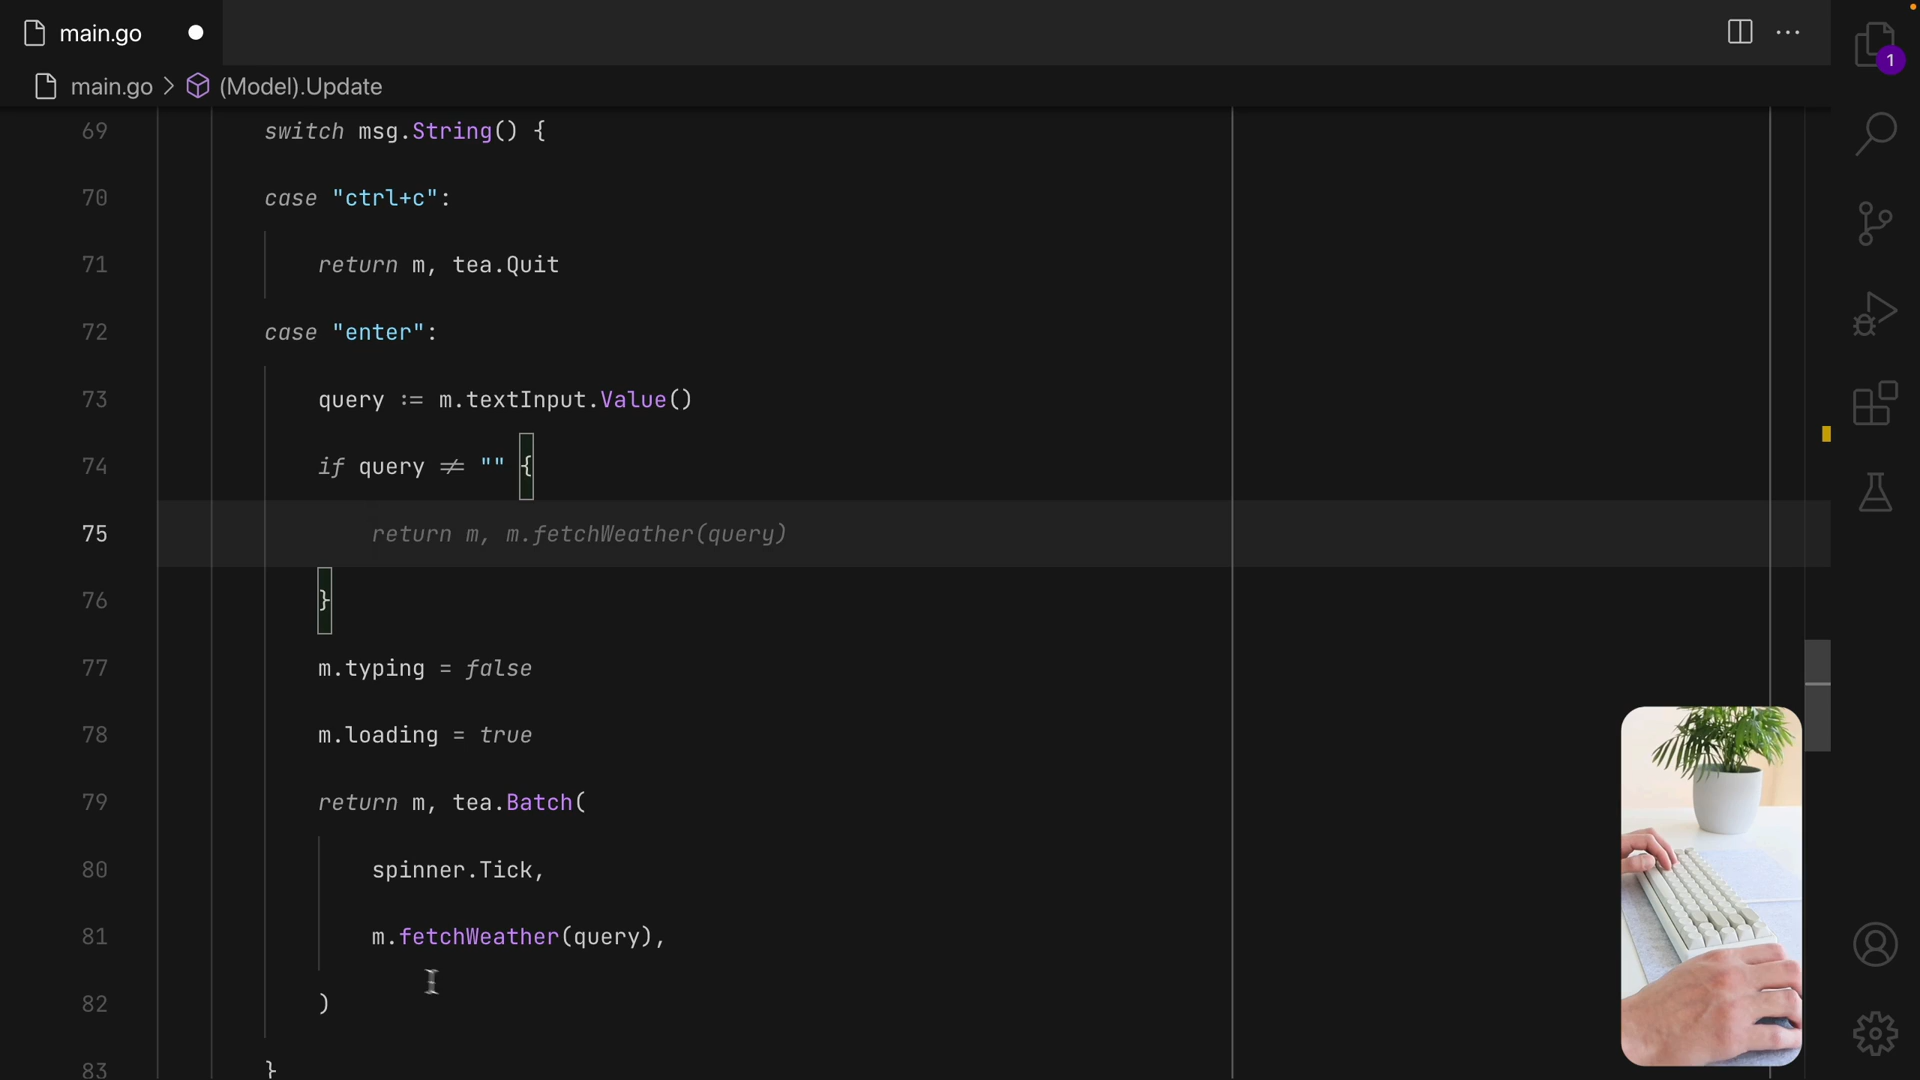 main.go
1
main.go > (Model).Update
69 switch msg.String() {
70 case "ctrl+c":
71 return m, tea.Quit
72 case "enter":
73 query := m.textInput.Value()
74 if query ≠ "" {
75 return m, m.fetchWeather(query)
76 }
77 m.typing = false
78 m.loading = true
79 return m, tea.Batch(
80 spinner.Tick,
81 m.fetchWeather(query),
82 )
83 }